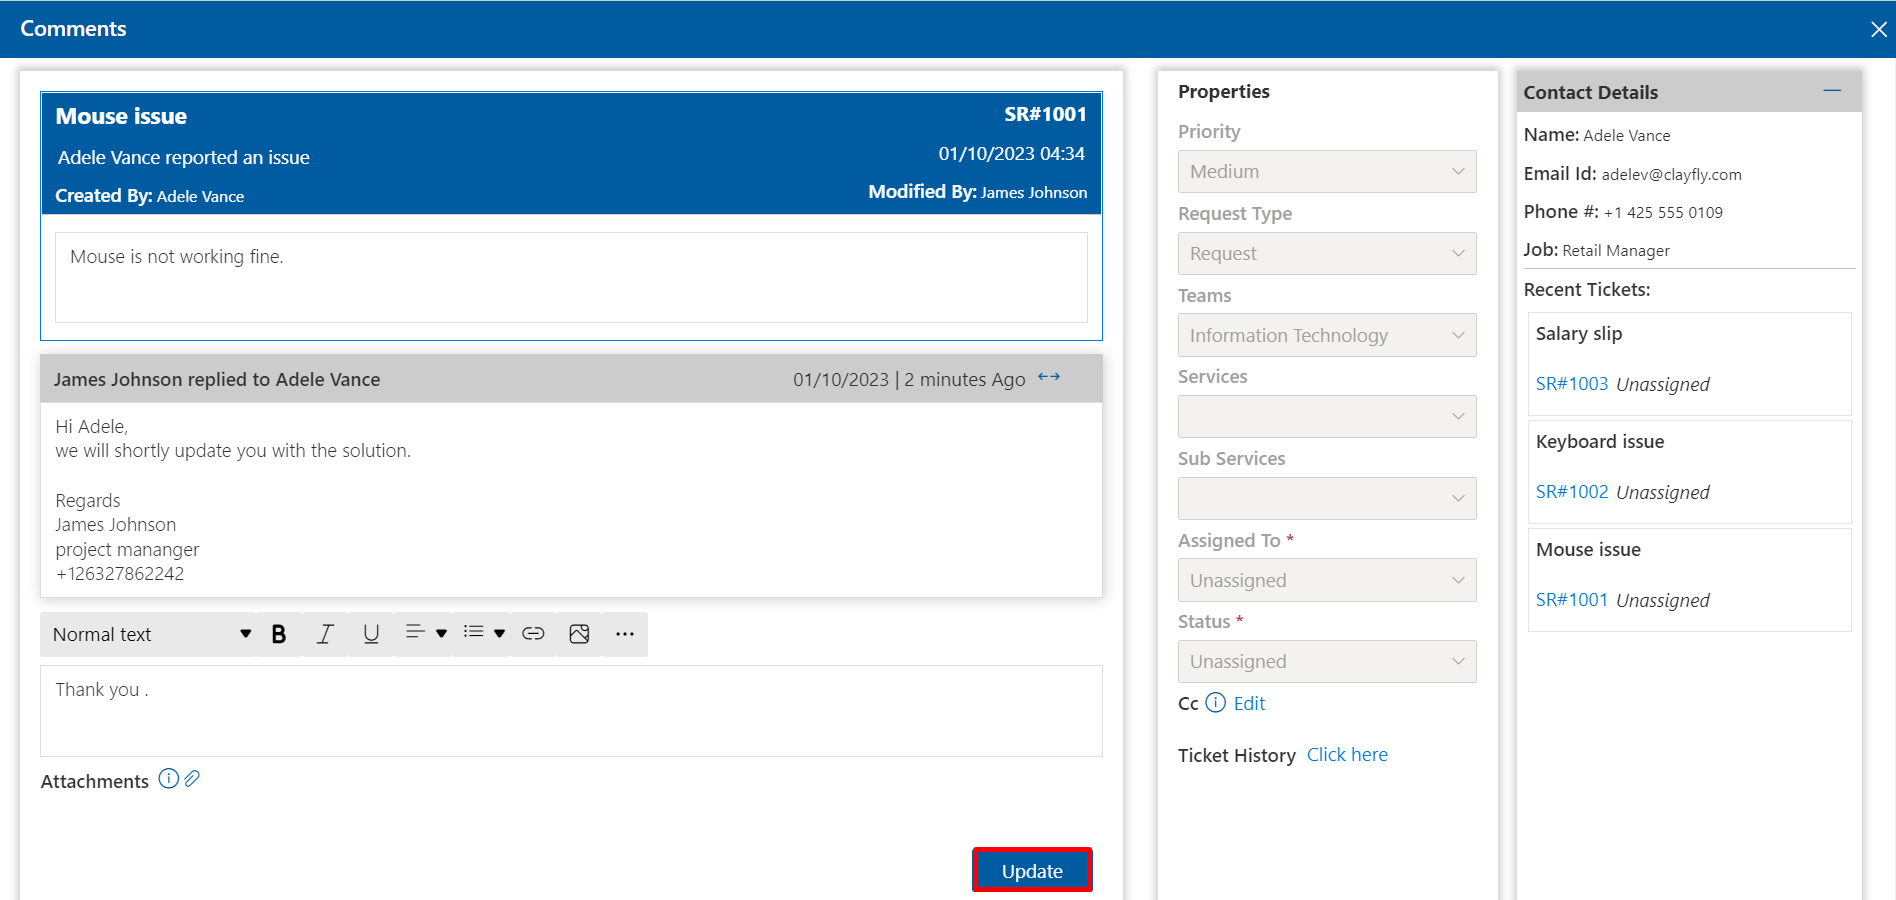 Comments
Mouse issue
SR#1001
Adele Vance reported an issue
01/10/2023 04:34
Created By: Adele Vance
Modified By: James Johnson
Mouse is not working fine.
James Johnson replied to Adele Vance
01/10/2023 | 2 minutes Ago
Hi Adele,
we will shortly update you with the solution.
Regards
James Johnson
project mananger
+126327862242
Normal text
Thank you .
Attachments
Update
Properties
Priority
Medium
Request Type
Request
Teams
Information Technology
Services
Sub Services
Assigned To *
Unassigned
Status *
Unassigned
Cc Edit
Ticket History Click here
Contact Details
Name: Adele Vance
Email Id: adelev@clayfly.com
Phone #: +1 425 555 0109
Job: Retail Manager
Recent Tickets:
Salary slip
SR#1003 Unassigned
Keyboard issue
SR#1002 Unassigned
Mouse issue
SR#1001 Unassigned